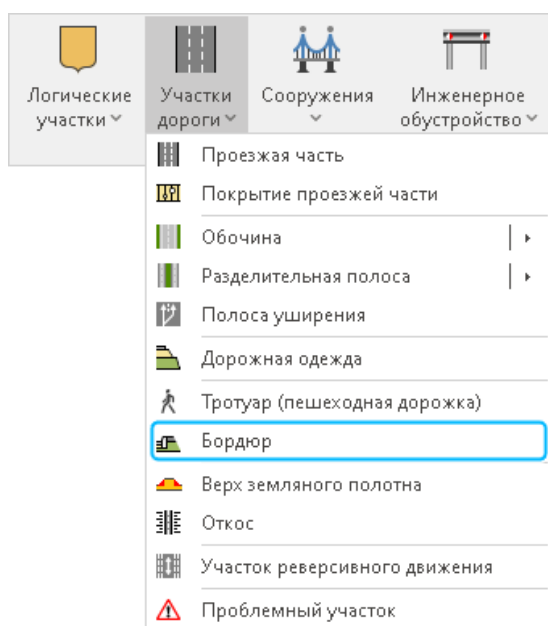 Логические участки
Участки дороги
Сооружения
Инженерное обустройство
Проезжая часть
Покрытие проезжей части
Обочина
Разделительная полоса
Полоса уширения
Дорожная одежда
Тротуар (пешеходная дорожка)
Бордюр
Верх земляного полотна
Откос
Участок реверсивного движения
Проблемный участок